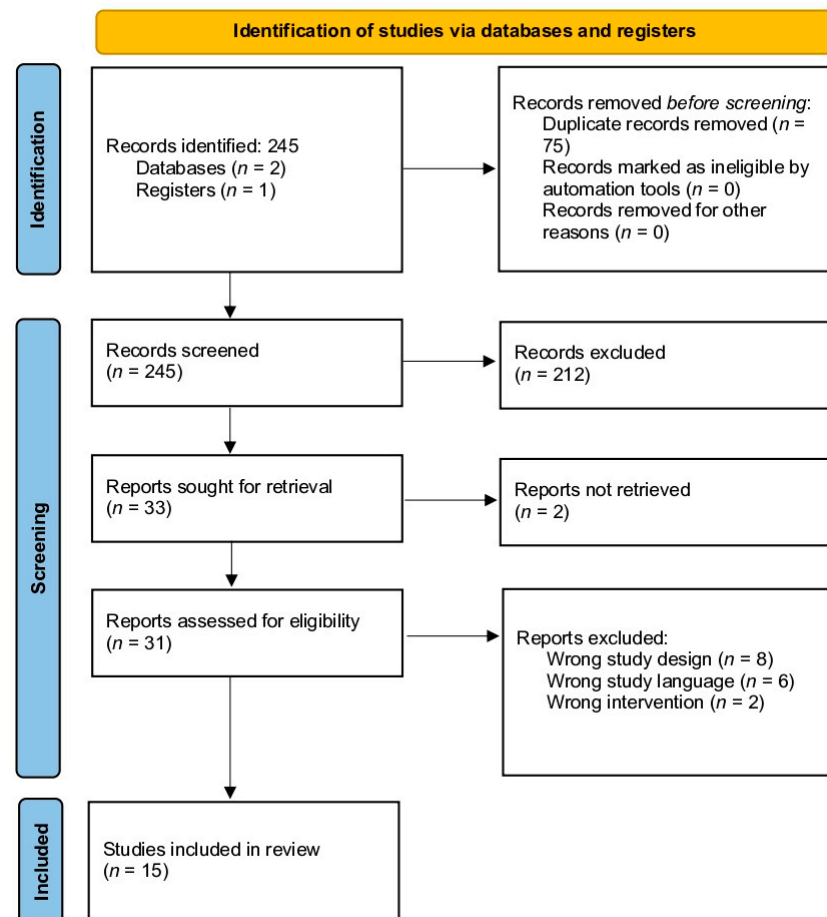 Identification of studies via databases and registers
Identification
Records identified: 245
Databases (n = 2)
Registers (n = 1)
Records removed before screening:
Duplicate records removed (n =
75)
Records marked as ineligible by
automation tools (n = 0)
Records removed for other
reasons (n = 0)
Screening
Records screened
(n = 245)
Records excluded
(n = 212)
Reports sought for retrieval
(n = 33)
Reports not retrieved
(n = 2)
Reports assessed for eligibility
(n = 31)
Reports excluded:
Wrong study design (n = 8)
Wrong study language (n = 6)
Wrong intervention (n = 2)
Included
Studies included in review
(n = 15)